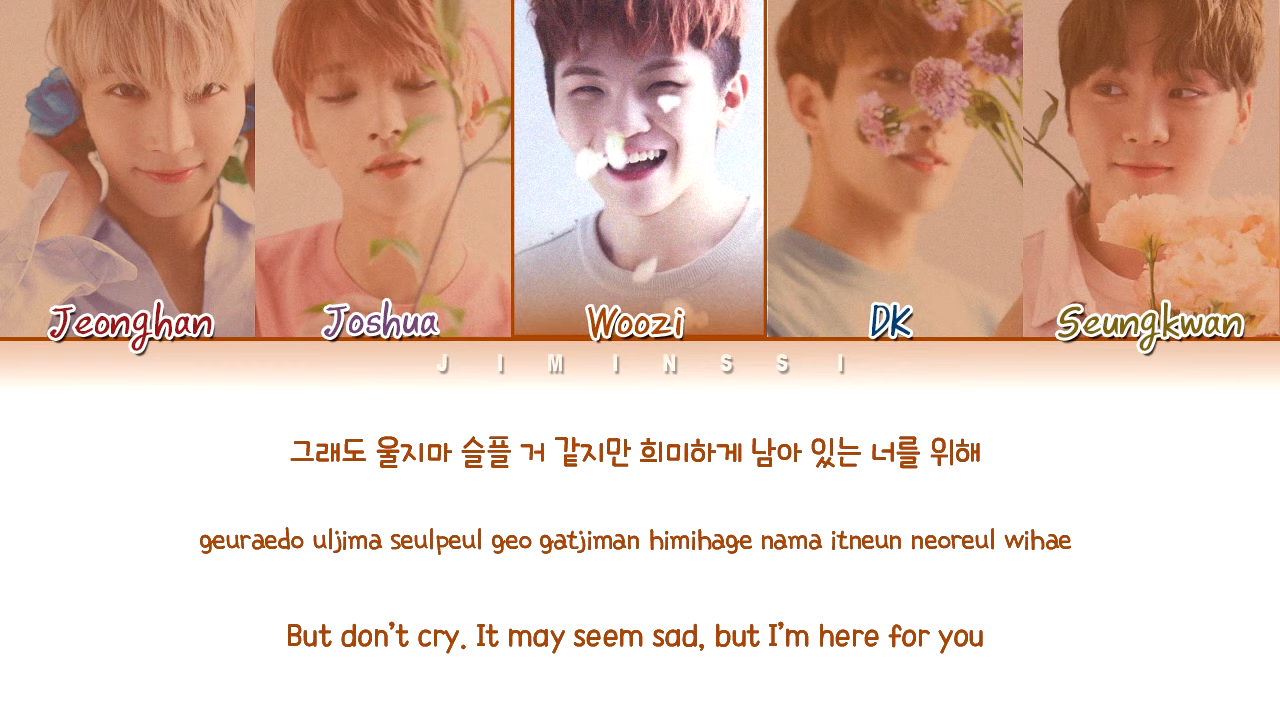 Jeonghan Joshua Woozi DK Seungkwan
JIMINSSI
그래도 울지마 슬플 거 같지만 희미하게 남아 있는 너를 위해
geuraedo uljima seulpeul geo gatjiman himihage nama itneun neoreul wihae
But don't cry. It may seem sad, but I'm here for you